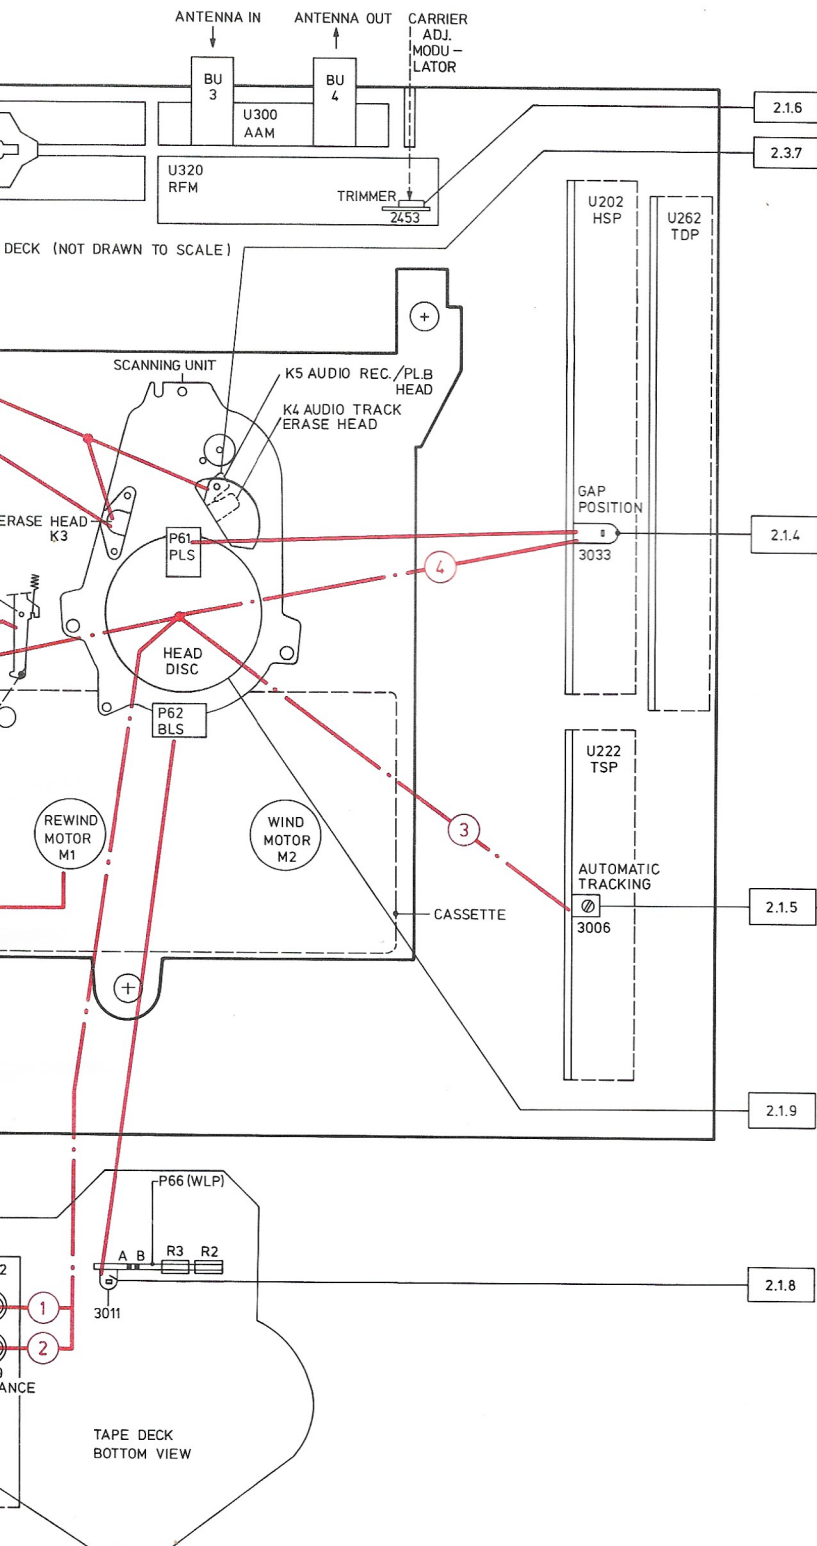 ANTENNA IN
ANTENNA OUT
CARRIER
ADJ.
MODU-
LATOR
BU
3
BU
4
U300
AAM
2.1.6
2.3.7
U320
RFM
TRIMMER
2453
U202
HSP
U262
TDP
DECK (NOT DRAWN TO SCALE)
SCANNING UNIT
K5 AUDIO REC./PL.B
HEAD
K4 AUDIO TRACK
ERASE HEAD
GAP
POSITION
ERASE HEAD
K3
P61
PLS
2.1.4
3033
4
HEAD
DISC
P62
BLS
U222
TSP
REWIND
MOTOR
M1
WIND
MOTOR
M2
3
AUTOMATIC
TRACKING
2.1.5
3006
CASSETTE
2.1.9
P66 (WLP)
A B
R3
R2
2
2.1.8
3011
1
2
ANCE
TAPE DECK
BOTTOM VIEW